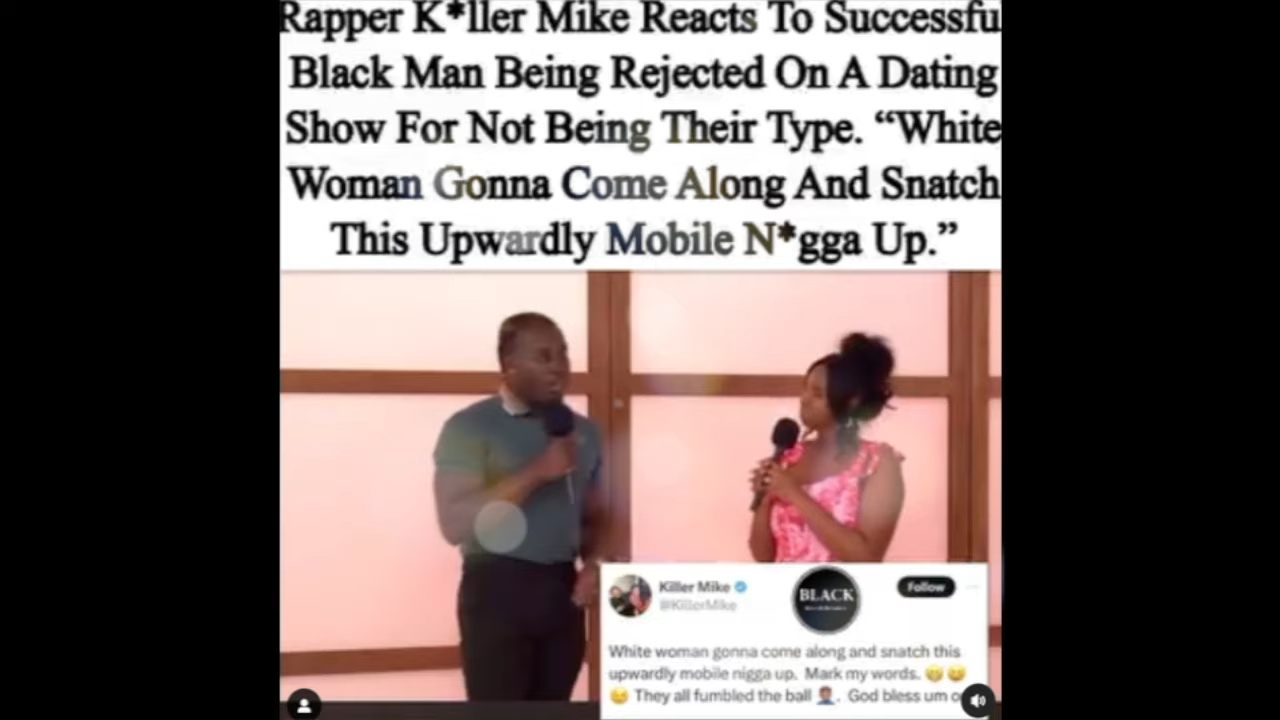 Rapper K*ller Mike Reacts To Successfu
Black Man Being Rejected On A Dating
Show For Not Being Their Type. “White
Woman Gonna Come Along And Snatch
This Upwardly Mobile N*gga Up.”
Killer Mike
@KillerMike
BLACK
Follow
White woman gonna come along and snatch this
upwardly mobile nigga up. Mark my words. 😁😄
😉 They all fumbled the ball 🤦🏾‍♂️. God bless um